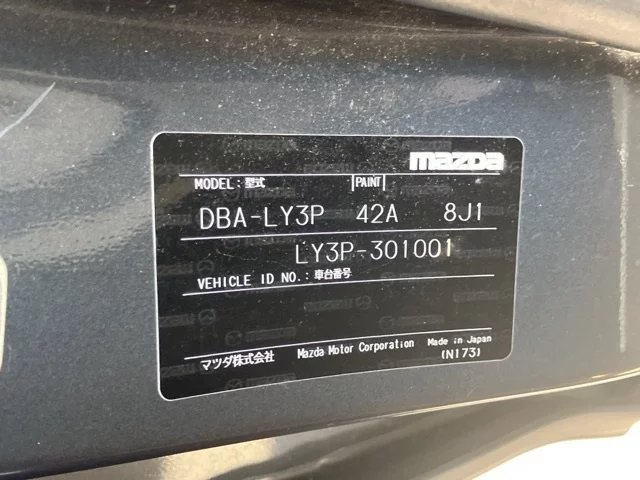 mazda
MODEL: 型式 PAINT
DBA-LY3P 42A 8J1
LY3P-301001
VEHICLE ID NO.: 車台番号
マツダ株式会社 Mazda Motor Corporation Made in Japan
(N173)